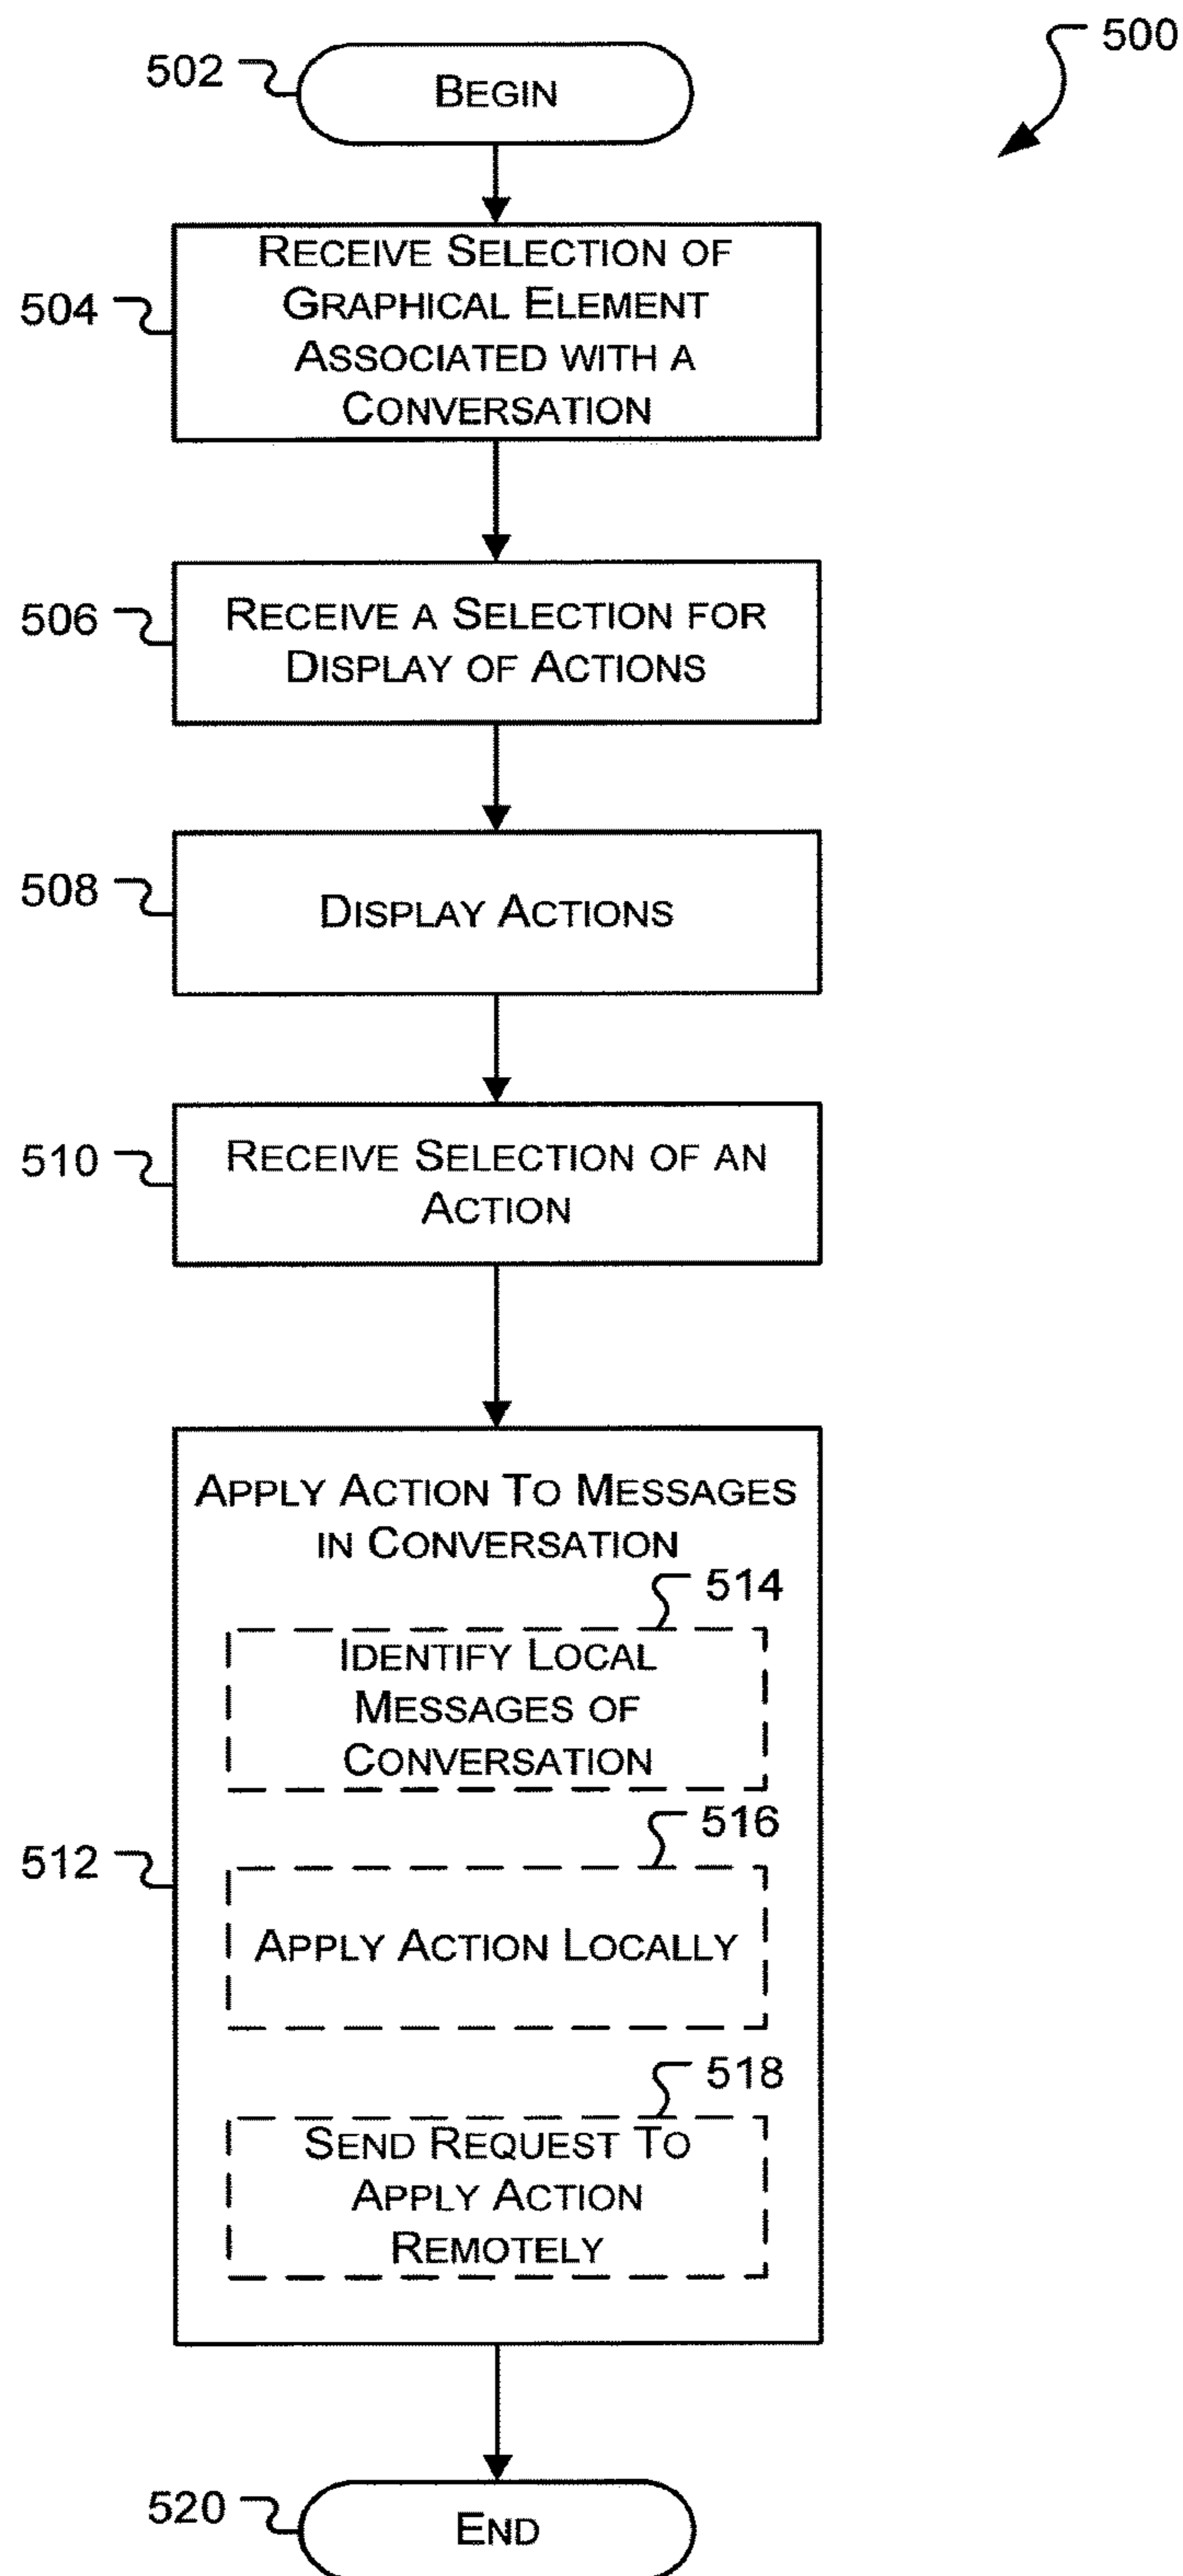 500
502
BEGIN
504
RECEIVE SELECTION OF
GRAPHICAL ELEMENT
ASSOCIATED WITH A
CONVERSATION
506
RECEIVE A SELECTION FOR
DISPLAY OF ACTIONS
508
DISPLAY ACTIONS
510
RECEIVE SELECTION OF AN
ACTION
512
APPLY ACTION TO MESSAGES
IN CONVERSATION
514
IDENTIFY LOCAL
MESSAGES OF
CONVERSATION
516
APPLY ACTION LOCALLY
518
SEND REQUEST TO
APPLY ACTION
REMOTELY
520
END